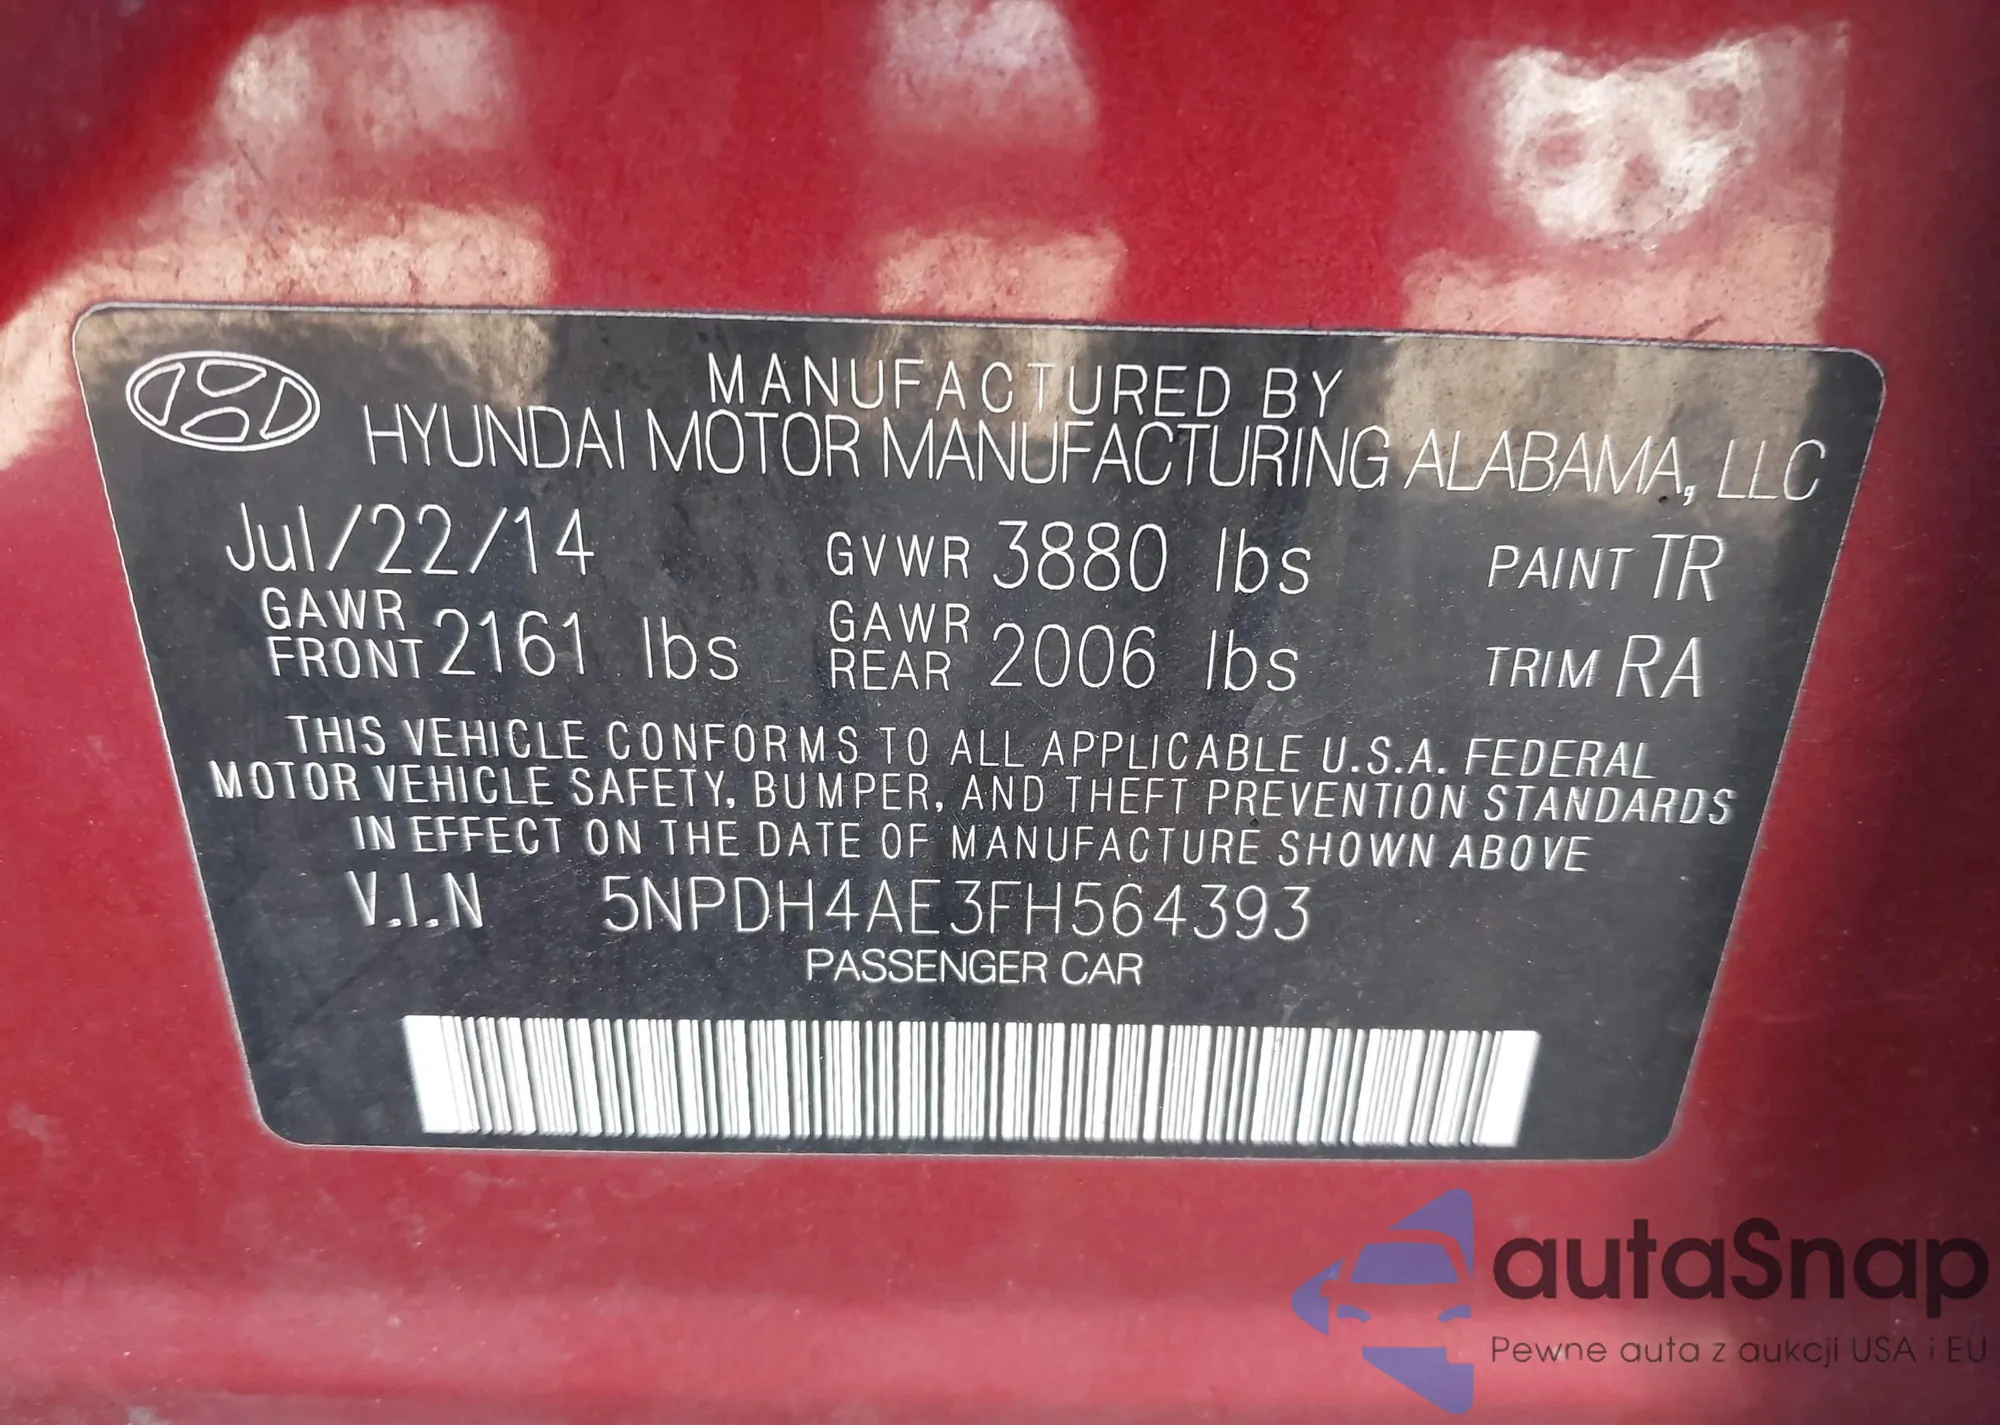 MANUFACTURED BY
HYUNDAI MOTOR MANUFACTURING ALABAMA, LLC
Jul/22/14 GVWR 3880 lbs PAINT TR
GAWR FRONT 2161 lbs GAWR REAR 2006 lbs TRIM RA
THIS VEHICLE CONFORMS TO ALL APPLICABLE U.S.A. FEDERAL
MOTOR VEHICLE SAFETY, BUMPER, AND THEFT PREVENTION STANDARDS
IN EFFECT ON THE DATE OF MANUFACTURE SHOWN ABOVE
V.I.N 5NPDH4AE3FH564393
PASSENGER CAR
autaSnap
Pewne auta z aukcji USA i EU